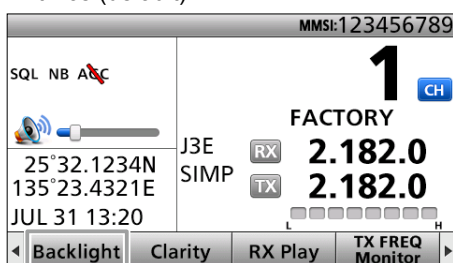 MMSI:123456789
SQL NB AGC
1 CH
FACTORY
J3E RX 2.182.0
SIMP TX 2.182.0
25°32.1234N
135°23.4321E
JUL 31 13:20
L H
Backlight Clarity RX Play TX FREQ Monitor